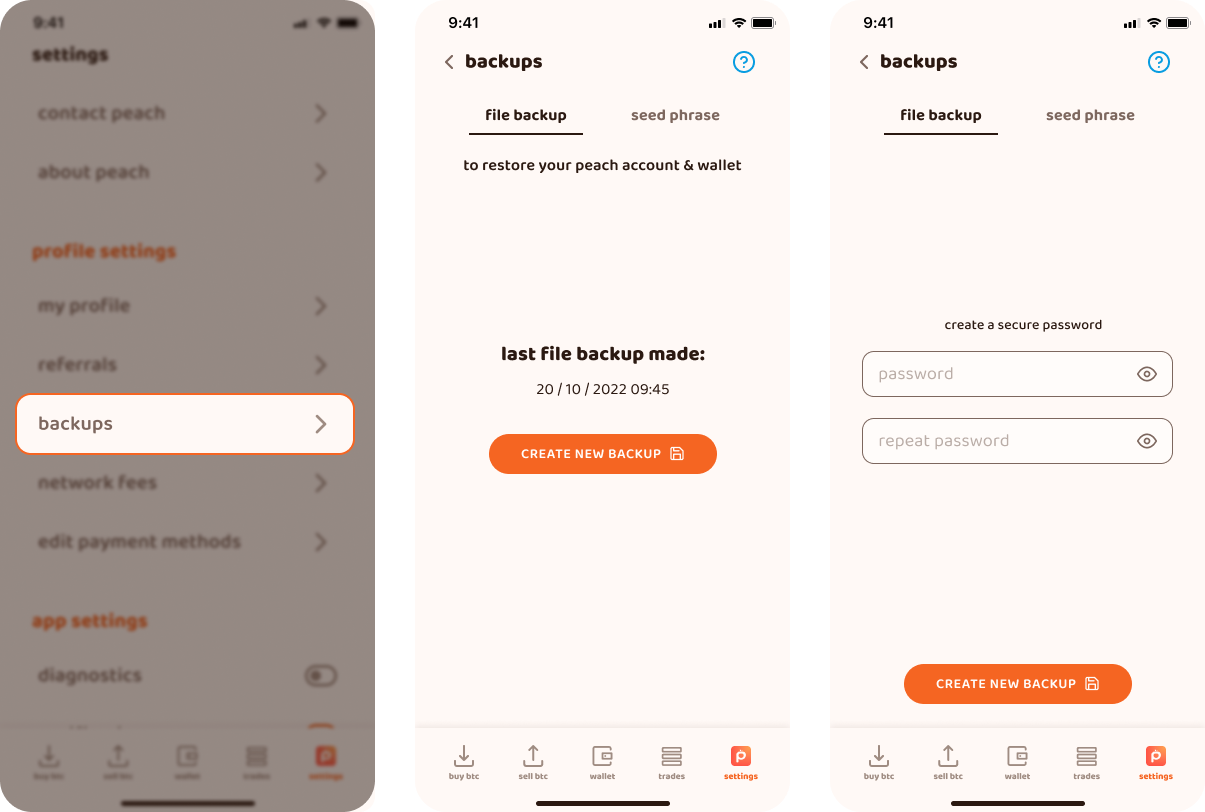 9:41
settings
contact peach
about peach
profile settings
my profile
referrals
backups
network fees
edit payment methods
app settings
diagnostics
buy btc
sell btc
wallet
trades
settings
9:41
backups
file backup
seed phrase
to restore your peach account & wallet
last file backup made:
20 / 10 / 2022 09:45
CREATE NEW BACKUP
buy btc
sell btc
wallet
trades
settings
9:41
backups
file backup
seed phrase
create a secure password
password
repeat password
CREATE NEW BACKUP
buy btc
sell btc
wallet
trades
settings